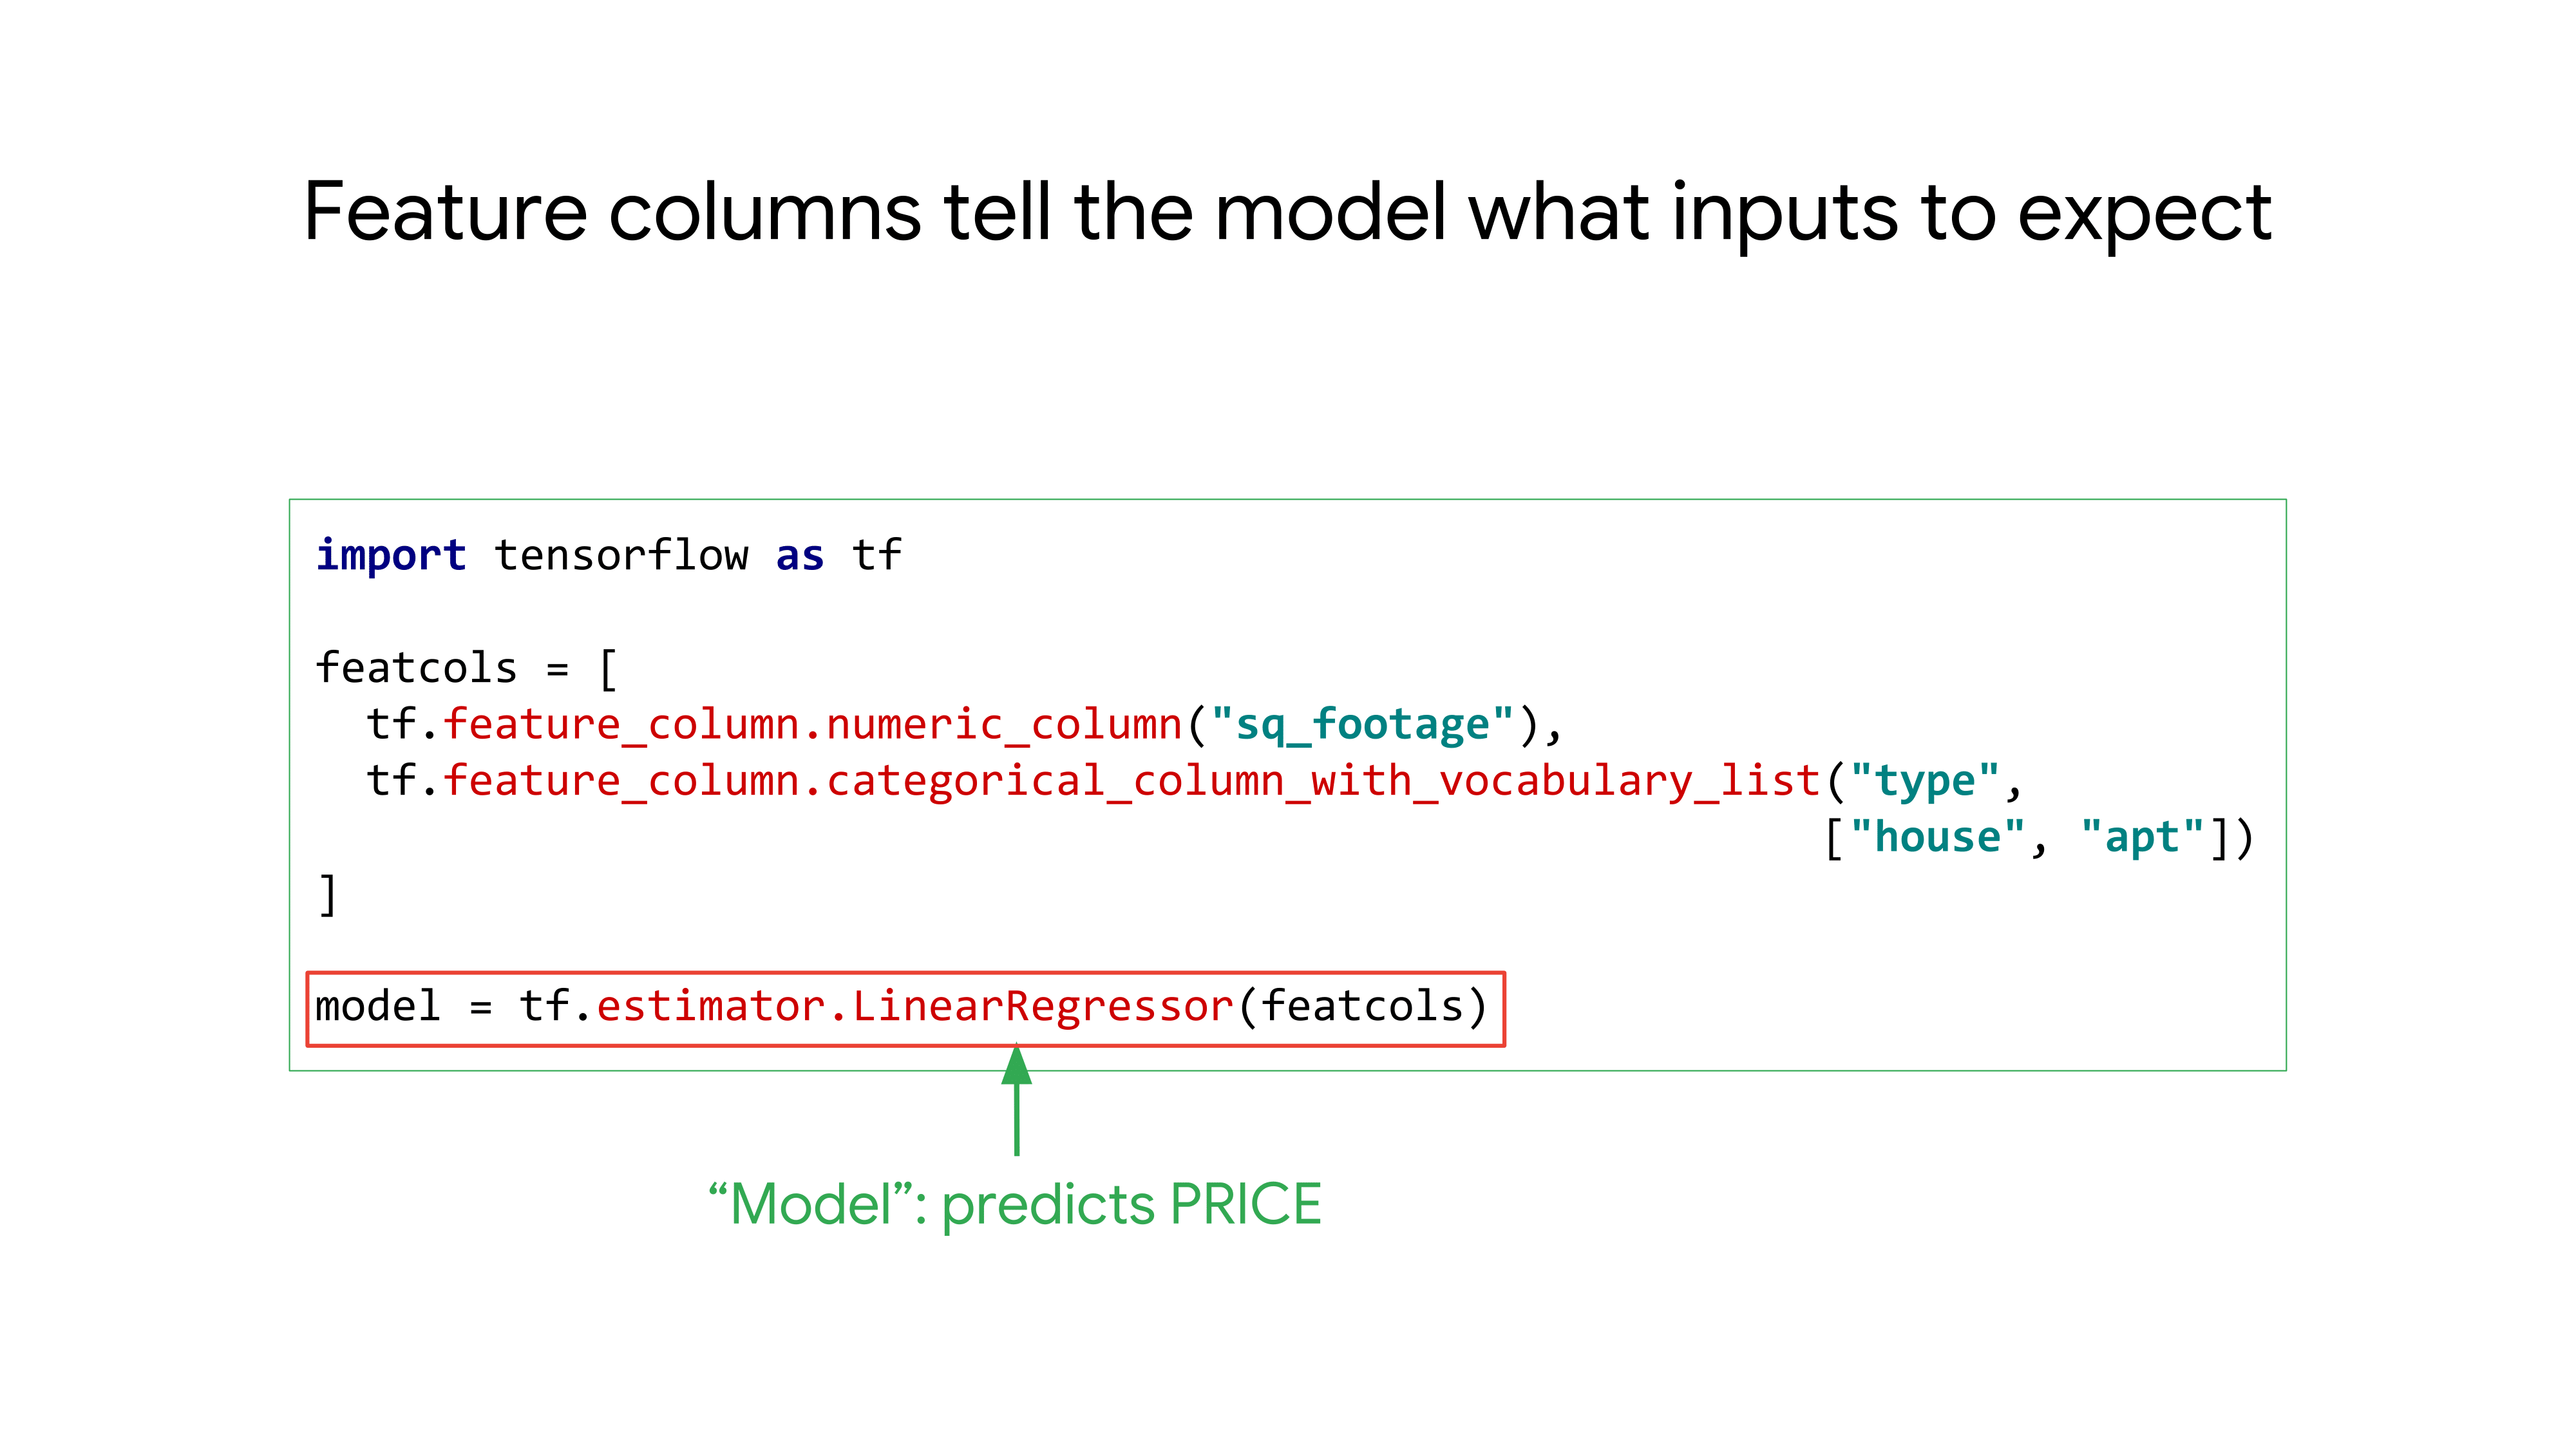 Feature columns tell the model what inputs to expect
import tensorflow as tf
featcols = [
  tf.feature_column.numeric_column("sq_footage"),
  tf.feature_column.categorical_column_with_vocabulary_list("type",
                                                            ["house", "apt"])
]
model = tf.estimator.LinearRegressor(featcols)
“Model”: predicts PRICE